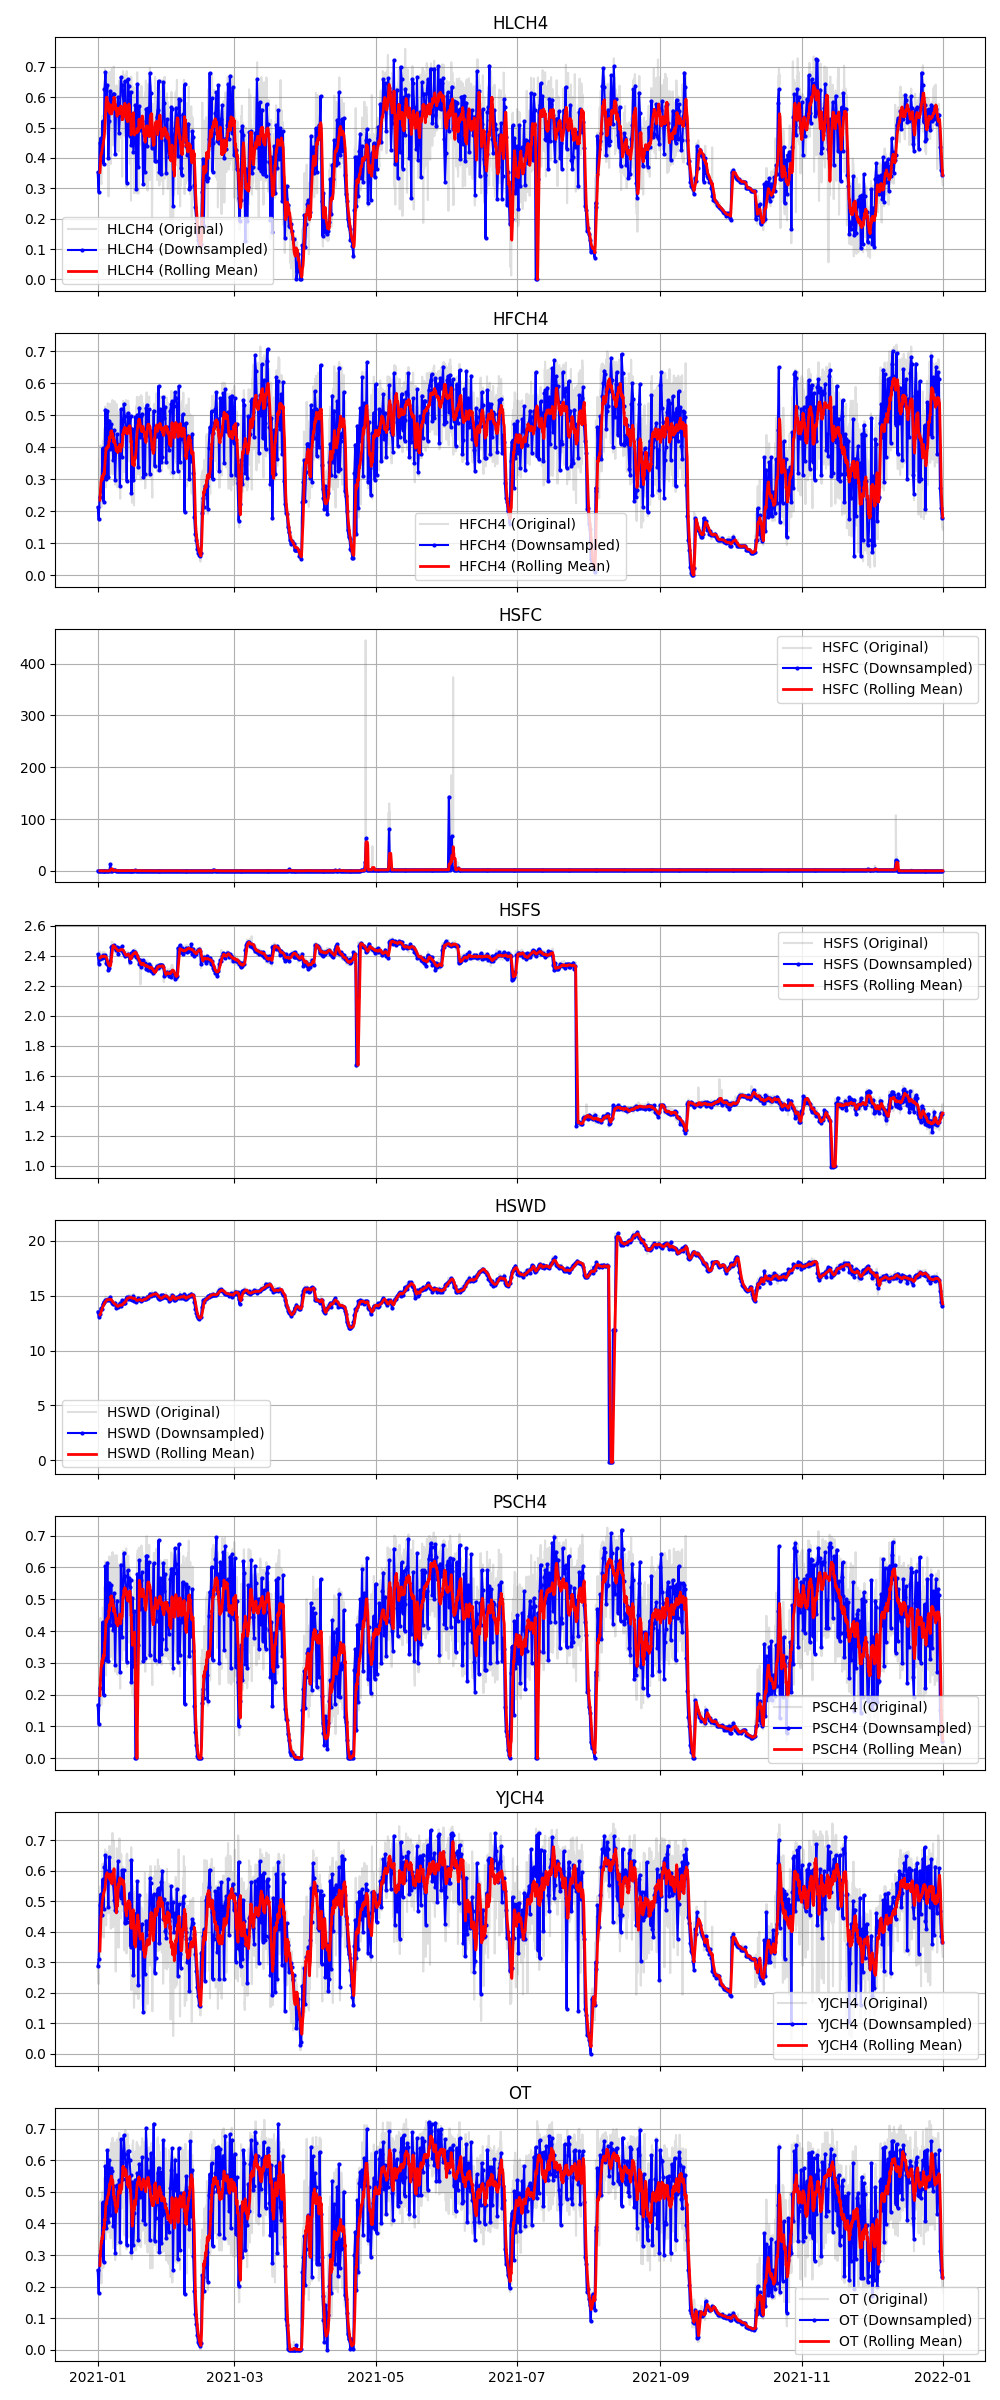 HLCH4
0.7
0.6
0.5
0.4
0.3
0.2
0.1
0.0
HLCH4 (Original)
HLCH4 (Downsampled)
HLCH4 (Rolling Mean)
HFCH4
0.7
0.6
0.5
0.4
0.3
0.2
0.1
0.0
HFCH4 (Original)
HFCH4 (Downsampled)
HFCH4 (Rolling Mean)
HSFC
400
300
200
100
0
HSFC (Original)
HSFC (Downsampled)
HSFC (Rolling Mean)
HSFS
2.6
2.4
2.2
2.0
1.8
1.6
1.4
1.2
1.0
HSFS (Original)
HSFS (Downsampled)
HSFS (Rolling Mean)
HSWD
20
15
10
5
0
HSWD (Original)
HSWD (Downsampled)
HSWD (Rolling Mean)
PSCH4
0.7
0.6
0.5
0.4
0.3
0.2
0.1
0.0
PSCH4 (Original)
PSCH4 (Downsampled)
PSCH4 (Rolling Mean)
YJCH4
0.7
0.6
0.5
0.4
0.3
0.2
0.1
0.0
YJCH4 (Original)
YJCH4 (Downsampled)
YJCH4 (Rolling Mean)
OT
0.7
0.6
0.5
0.4
0.3
0.2
0.1
0.0
OT (Original)
OT (Downsampled)
OT (Rolling Mean)
2021-01 2021-03 2021-05 2021-07 2021-09 2021-11 2022-01